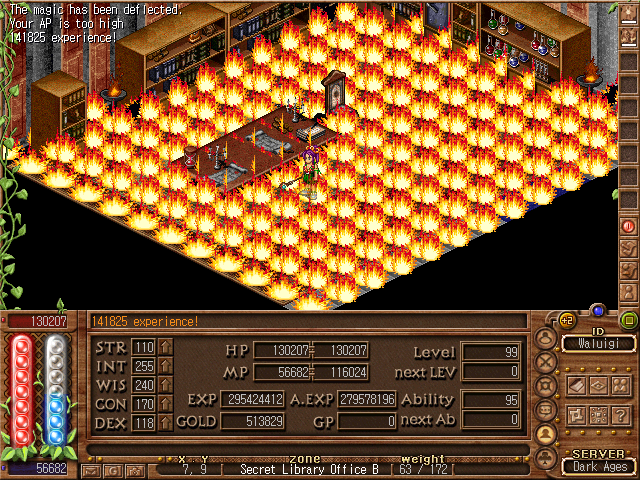 The magic has been deflected.
Your AP is too high
141825 experience!
130207
141825 experience!
+2
ID
Waluigi
STR 110
HP 130207 130207
Level 99
INT 255
MP 56682 116024
next LEV 0
WIS 240
CON 170
EXP 295424412
A.EXP 279578196
Ability 95
DEX 118
GOLD 513829
GP 0
next Ab 0
x . y
zone
weight
SERVER
56682
G
7, 9
Secret Library Office B
63 / 172
Dark Ages
?